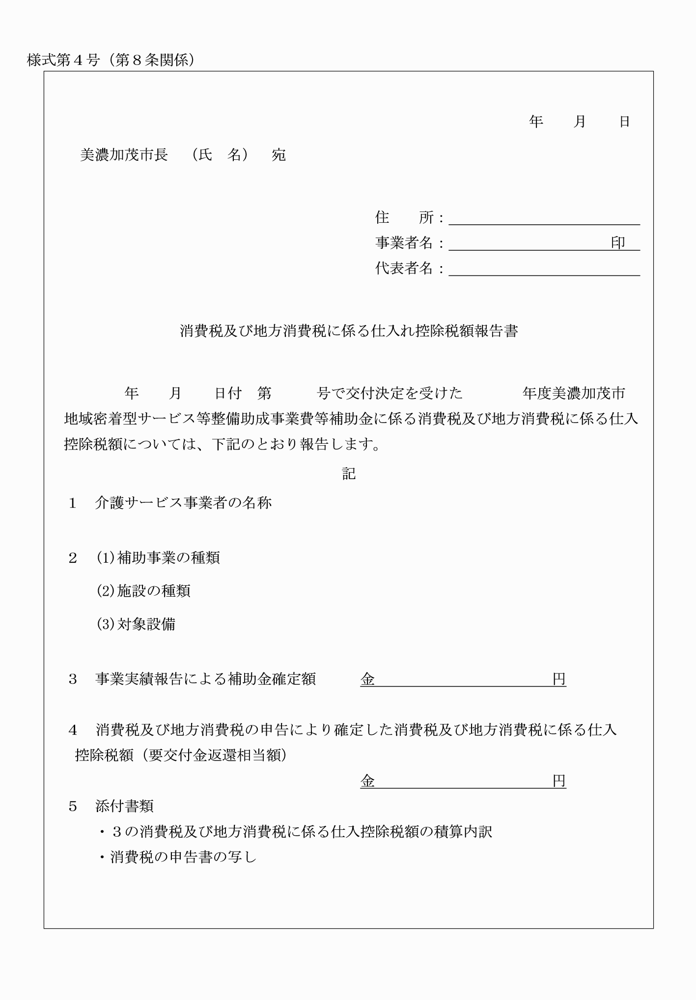 様式第４号（第８条関係）
年　　月　　日
美濃加茂市長　（氏　名）　宛
住　　所：
事業者名：　　　　　　　　　　　印
代表者名：
消費税及び地方消費税に係る仕入れ控除税額報告書
年　　月　　日付　第　　　号で交付決定を受けた　　　　年度美濃加茂市
地域密着型サービス等整備助成事業費等補助金に係る消費税及び地方消費税に係る仕入
控除税額については、下記のとおり報告します。
記
１　介護サービス事業者の名称
２　(1)補助事業の種類
(2)施設の種類
(3)対象設備
３　事業実績報告による補助金確定額　　　金　　　　　　　　　　　　円
４　消費税及び地方消費税の申告により確定した消費税及び地方消費税に係る仕入
控除税額（要交付金返還相当額）
金　　　　　　　　　　　　円
５　添付書類
・３の消費税及び地方消費税に係る仕入控除税額の積算内訳
・消費税の申告書の写し